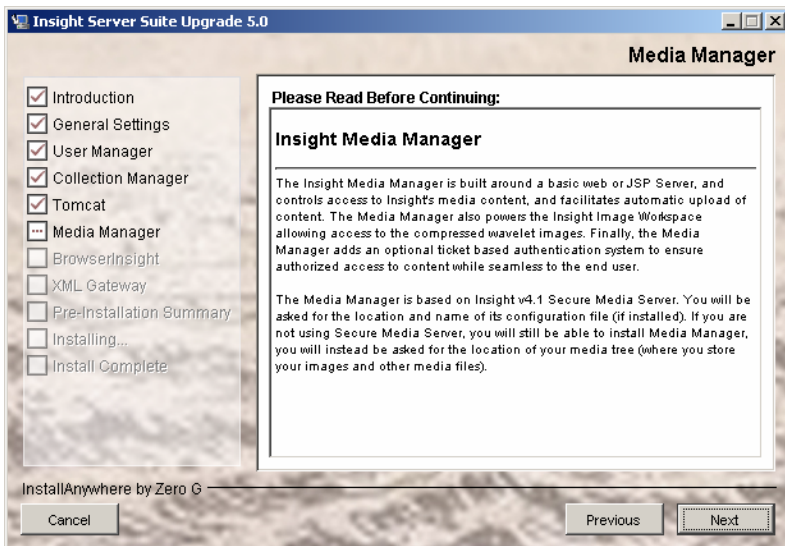 Insight Server Suite Upgrade 5.0
Media Manager
Introduction
General Settings
User Manager
Collection Manager
Tomcat
Media Manager
BrowserInsight
XML Gateway
Pre-Installation Summary
Installing...
Install Complete
Please Read Before Continuing:
Insight Media Manager
The Insight Media Manager is built around a basic web or JSP Server, and
controls access to Insight's media content, and facilitates automatic upload of
content. The Media Manager also powers the Insight Image Workspace
allowing access to the compressed wavelet images. Finally, the Media
Manager adds an optional ticket based authentication system to ensure
authorized access to content while seamless to the end user.
The Media Manager is based on Insight v4.1 Secure Media Server. You will be
asked for the location and name of its configuration file (if installed). If you are
not using Secure Media Server, you will still be able to install Media Manager,
you will instead be asked for the location of your media tree (where you store
your images and other media files).
InstallAnywhere by Zero G
Cancel
Previous
Next